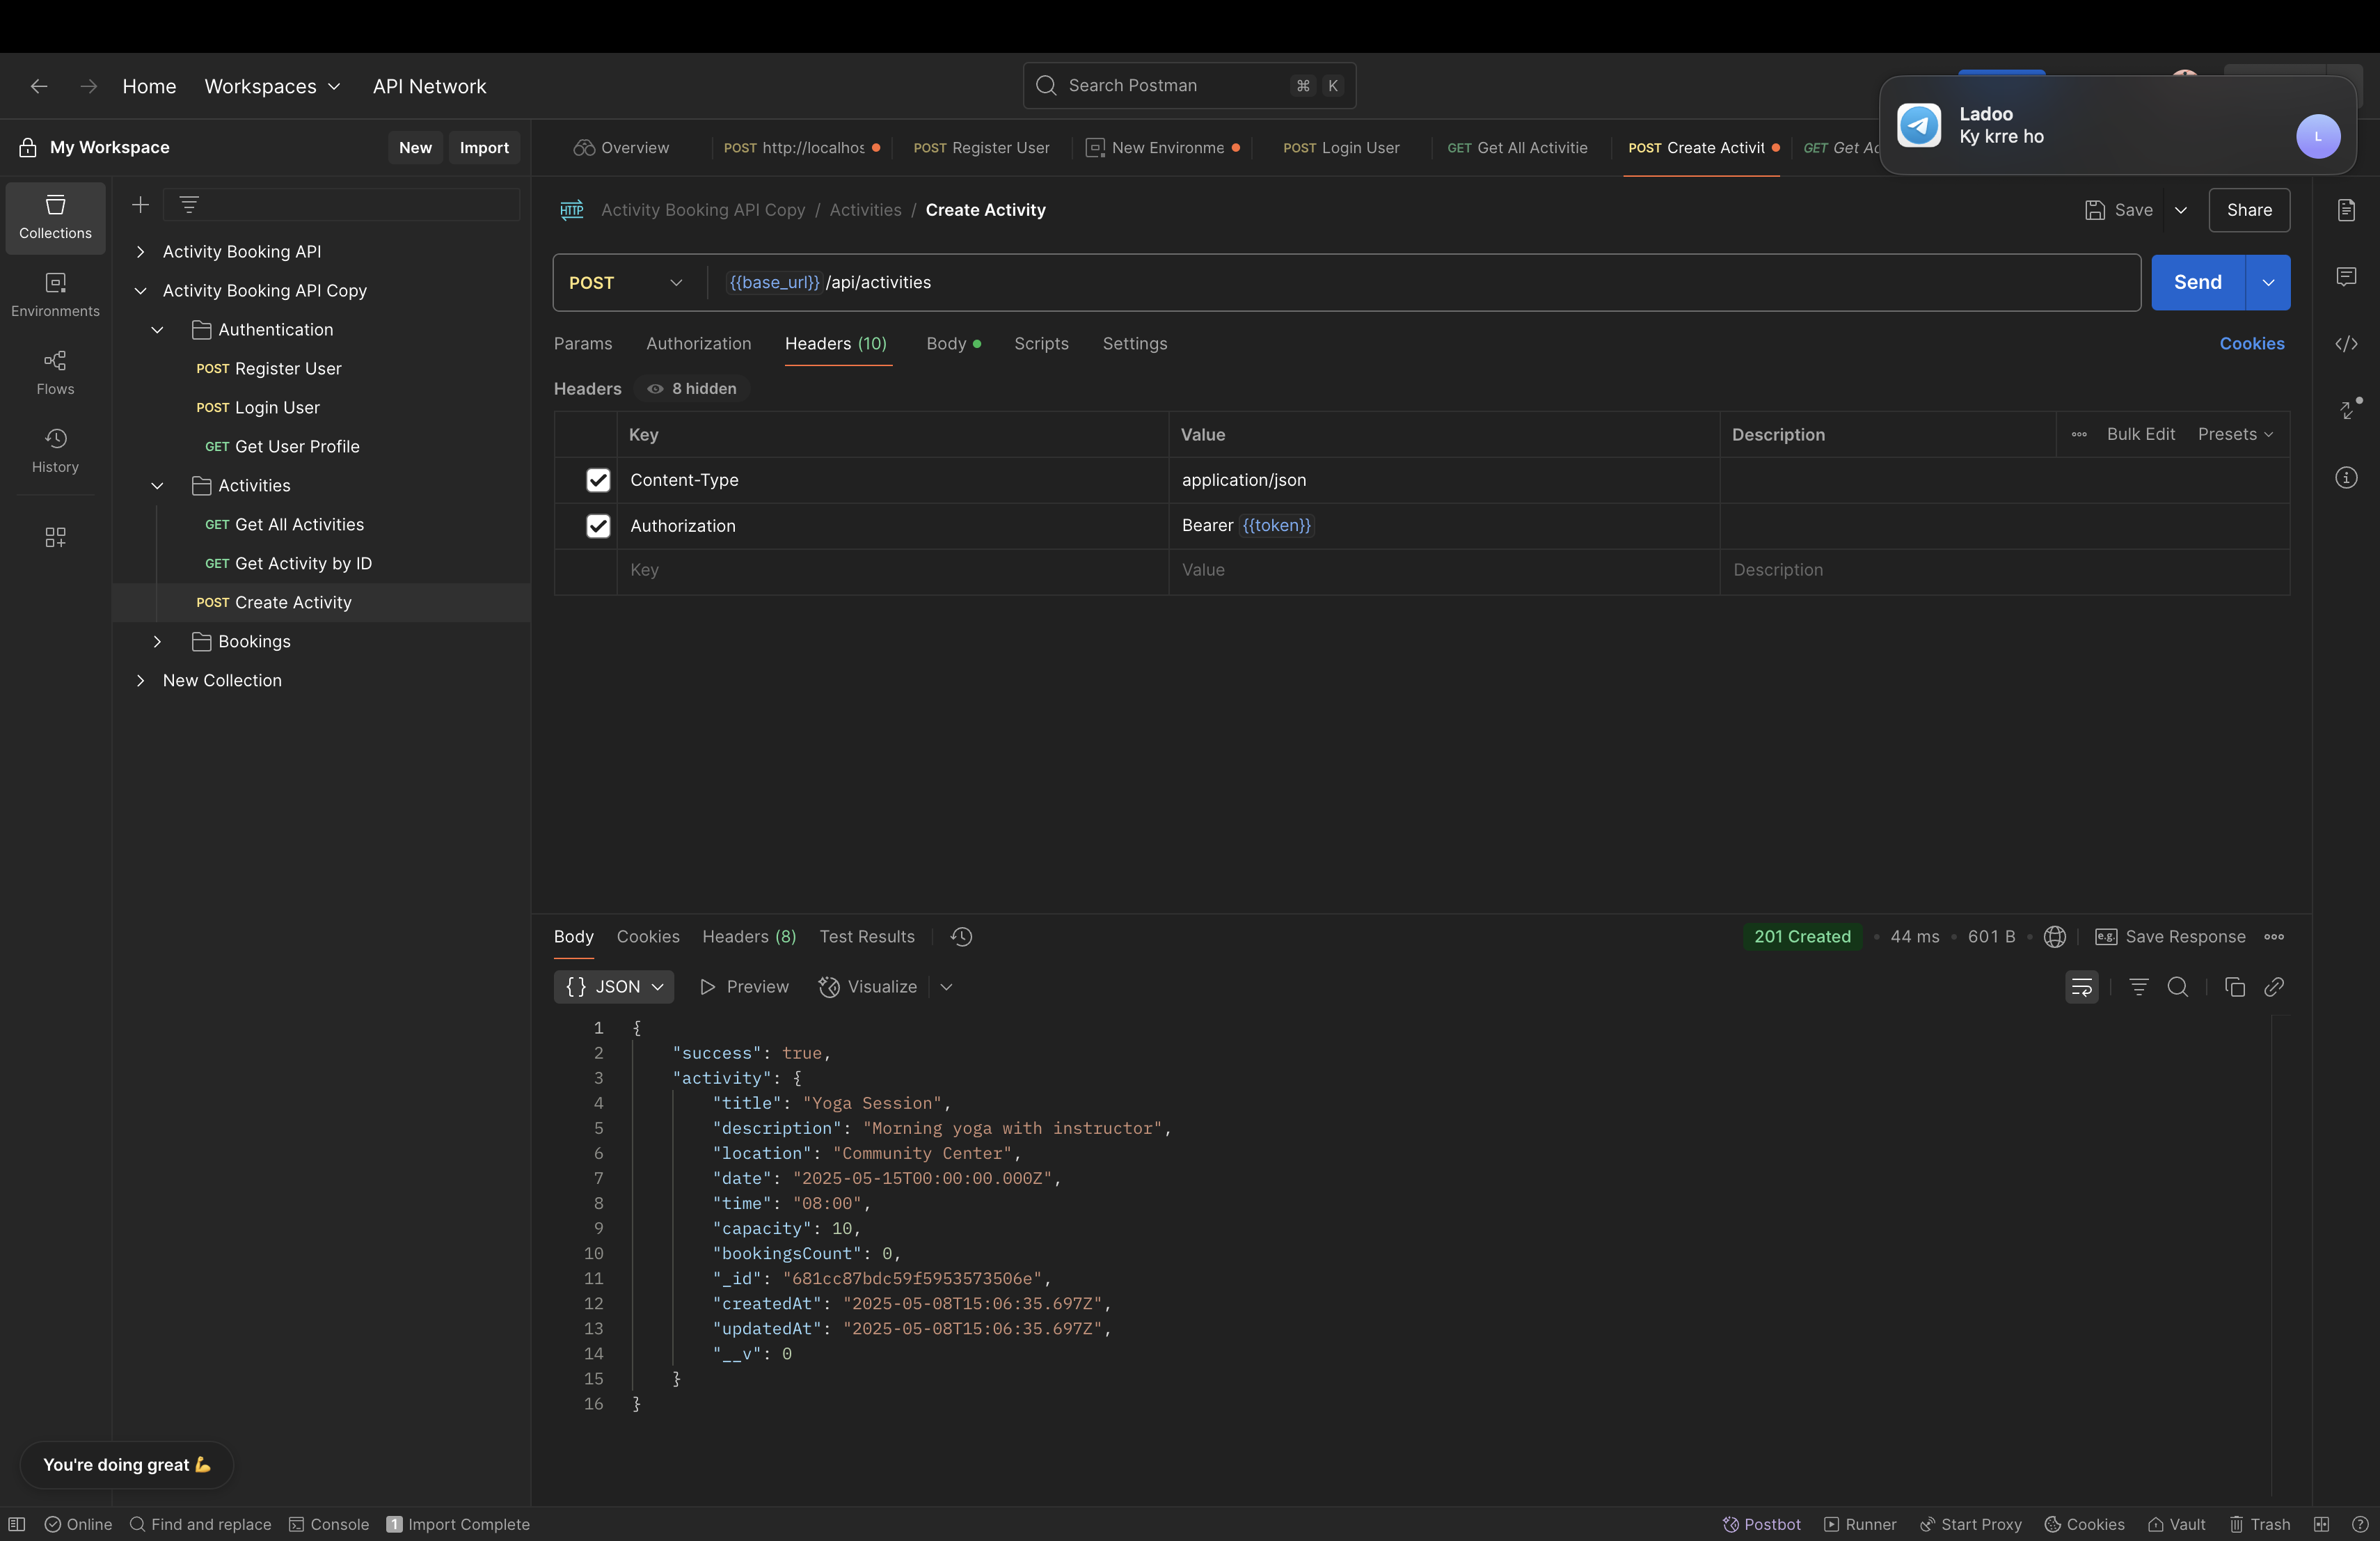 Home Workspaces API Network Search Postman ⌘ K
Ladoo
Ky krre ho
L
My Workspace New Import
Overview POST http://localhos POST Register User New Environme POST Login User GET Get All Activitie POST Create Activit GET Get Ac
Collections
Environments
Flows
History
Activity Booking API
Activity Booking API Copy
Authentication
POST Register User
POST Login User
GET Get User Profile
Activities
GET Get All Activities
GET Get Activity by ID
POST Create Activity
Bookings
New Collection
HTTP Activity Booking API Copy / Activities / Create Activity Save Share
POST {{base_url}} /api/activities Send
Params Authorization Headers (10) Body Scripts Settings Cookies
Headers 8 hidden
Key Value Description Bulk Edit Presets
Content-Type application/json
Authorization Bearer {{token}}
Key Value Description
Body Cookies Headers (8) Test Results 201 Created 44 ms 601 B e.g. Save Response
{} JSON Preview Visualize
1 {
2 "success": true,
3 "activity": {
4 "title": "Yoga Session",
5 "description": "Morning yoga with instructor",
6 "location": "Community Center",
7 "date": "2025-05-15T00:00:00.000Z",
8 "time": "08:00",
9 "capacity": 10,
10 "bookingsCount": 0,
11 "_id": "681cc87bdc59f5953573506e",
12 "createdAt": "2025-05-08T15:06:35.697Z",
13 "updatedAt": "2025-05-08T15:06:35.697Z",
14 "__v": 0
15 }
16 }
You're doing great 💪
Online Find and replace Console 1 Import Complete Postbot Runner Start Proxy Cookies Vault Trash